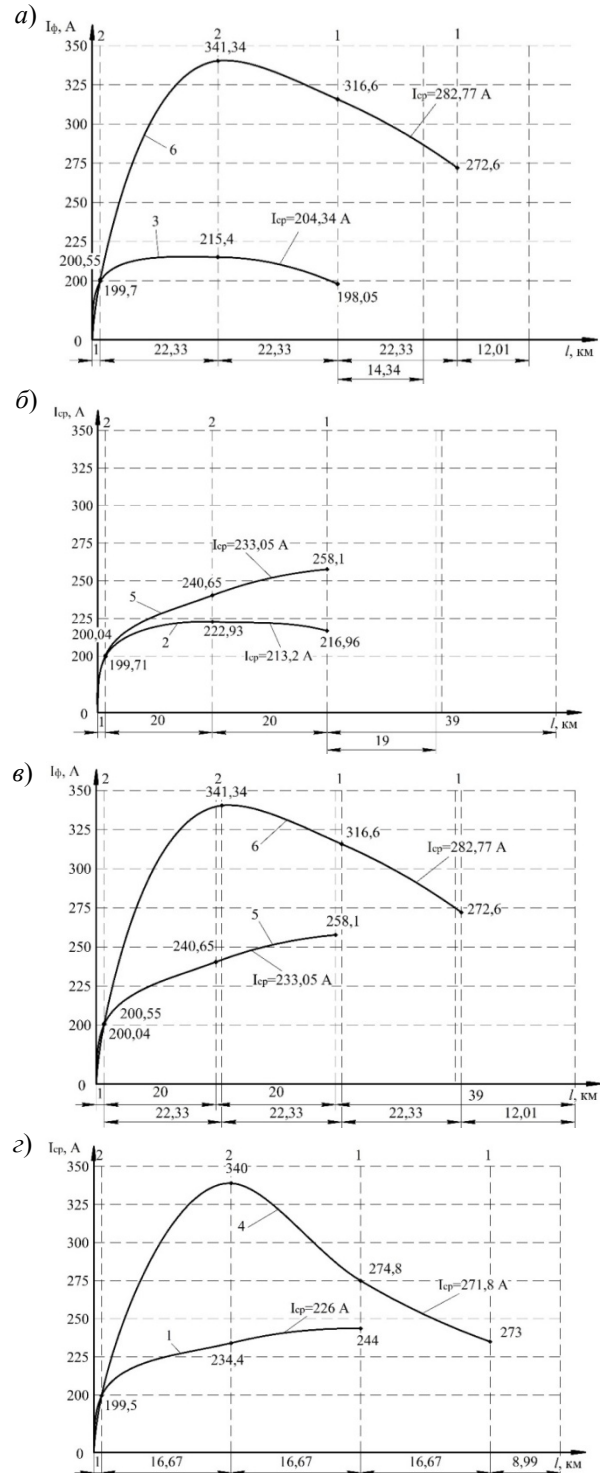 а)
Iф, А
2 2 1 1
350
341,34
325
316,6
Iср=282,77 А
300
6
275
272,6
250
3
Iср=204,34 А
225
215,4
200,55
200
199,7
198,05
0
1 22,33 22,33 22,33 12,01 l, км
14,34
б)
Iср, А
2 2 1
350
325
300
275
Iср=233,05 А
258,1
250
240,65
5
225
200,04
222,93
2
216,96
200
199,71
Iср=213,2 А
0
1 20 20 39 l, км
19
в)
Iф, А
2 2 1 1
350
341,34
325
316,6
6
300
Iср=282,77 А
275
272,6
5
258,1
250
240,65
Iср=233,05 А
225
200,55
200
200,04
0
1 20 20 39 l, км
22,33 22,33 22,33 12,01
г)
Iср, А
2 2 1 1
350
340
325
4
300
274,8
275
Iср=271,8 А
250
Iср=226 А
273
1
244
225
234,4
200
199,5
0
1 16,67 16,67 16,67 8,99 l, км